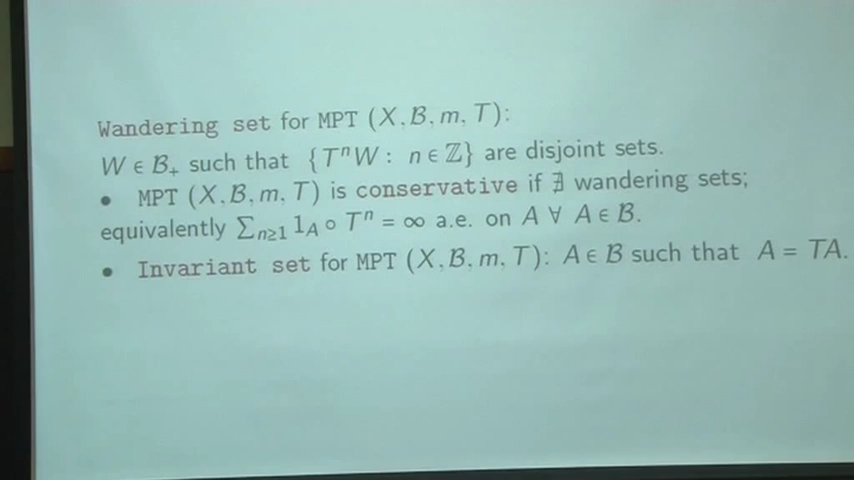 Wandering set for MPT (X, B, m, T):
W ∈ B₊ such that {TⁿW : n ∈ ℤ} are disjoint sets.
• MPT (X, B, m, T) is conservative if ∄ wandering sets;
equivalently ∑ₙ≥₁ 1_A ∘ Tⁿ = ∞ a.e. on A ∀ A ∈ B.
• Invariant set for MPT (X, B, m, T): A ∈ B such that A = TA.